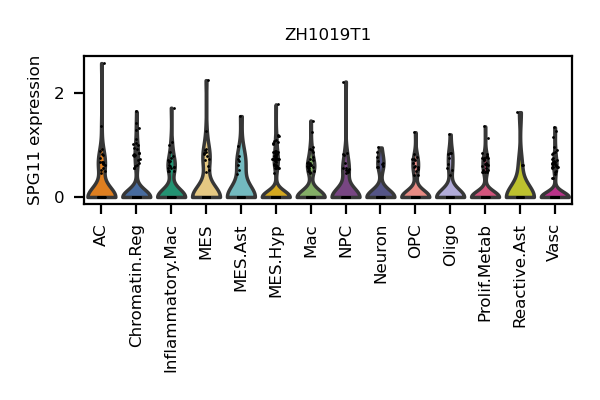 ZH1019T1
SPG11 expression
2
0
AC
Chromatin.Reg
Inflammatory.Mac
MES
MES.Ast
MES.Hyp
Mac
NPC
Neuron
OPC
Oligo
Prolif.Metab
Reactive.Ast
Vasc